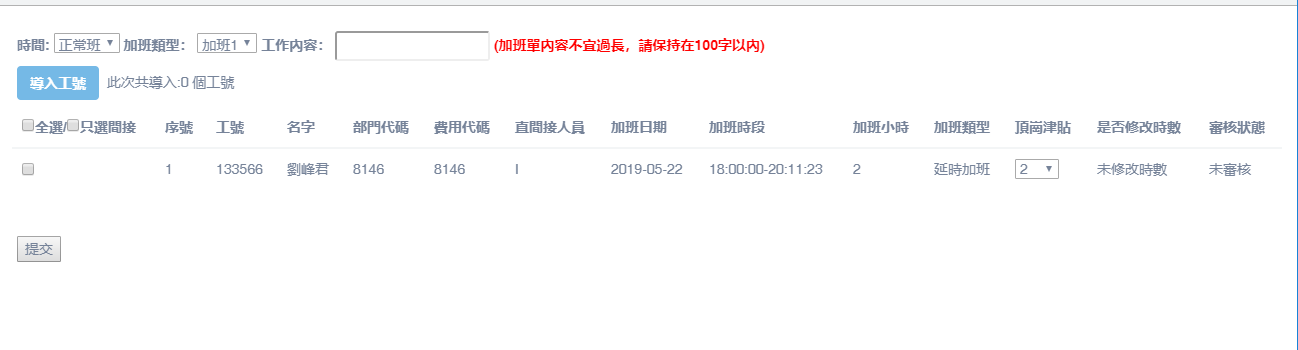 時間: 正常班 加班類型： 加班1 工作内容： (加班單内容不宜過長，請保持在100字以内)
導入工號 此次共導入:0 個工號
全選/只選間接 序號 工號 名字 部門代碼 費用代碼 直間接人員 加班日期 加班時段 加班小時 加班類型 頂崗津貼 是否修改時數 審核狀態
1 133566 劉峰君 8146 8146 I 2019-05-22 18:00:00-20:11:23 2 延時加班 2 未修改時數 未審核
提交